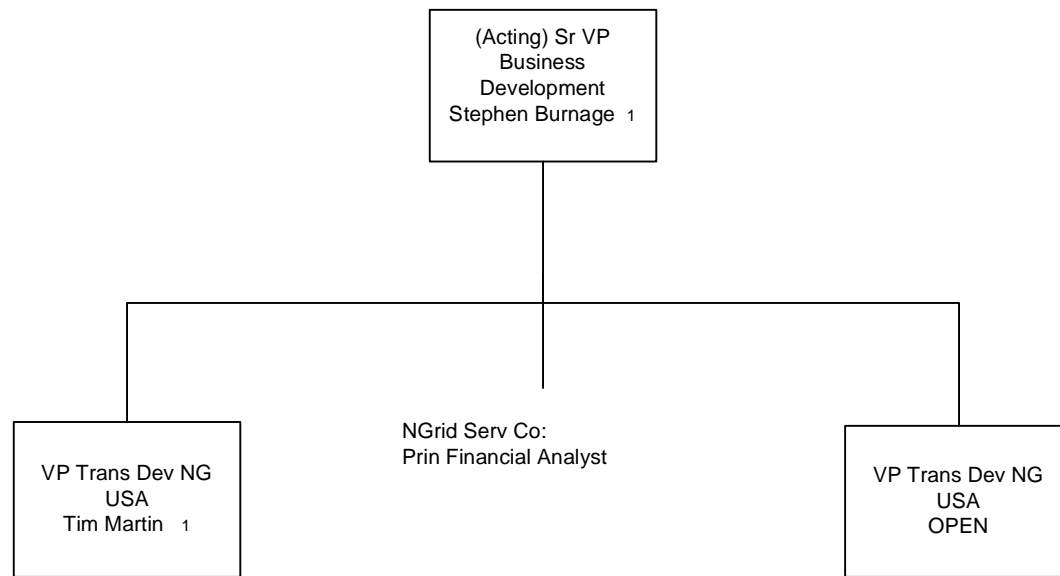 (Acting) Sr VP
Business
Development
Stephen Burnage 1
NGrid Serv Co:
Prin Financial Analyst
VP Trans Dev NG
USA
Tim Martin 1
VP Trans Dev NG
USA
OPEN